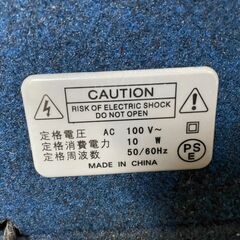 CAUTION
RISK OF ELECTRIC SHOCK
DO NOT OPEN
定格電圧 AC 100 V~
定格消費電力 10 W
定格周波数 50/60Hz
MADE IN CHINA
PS
E